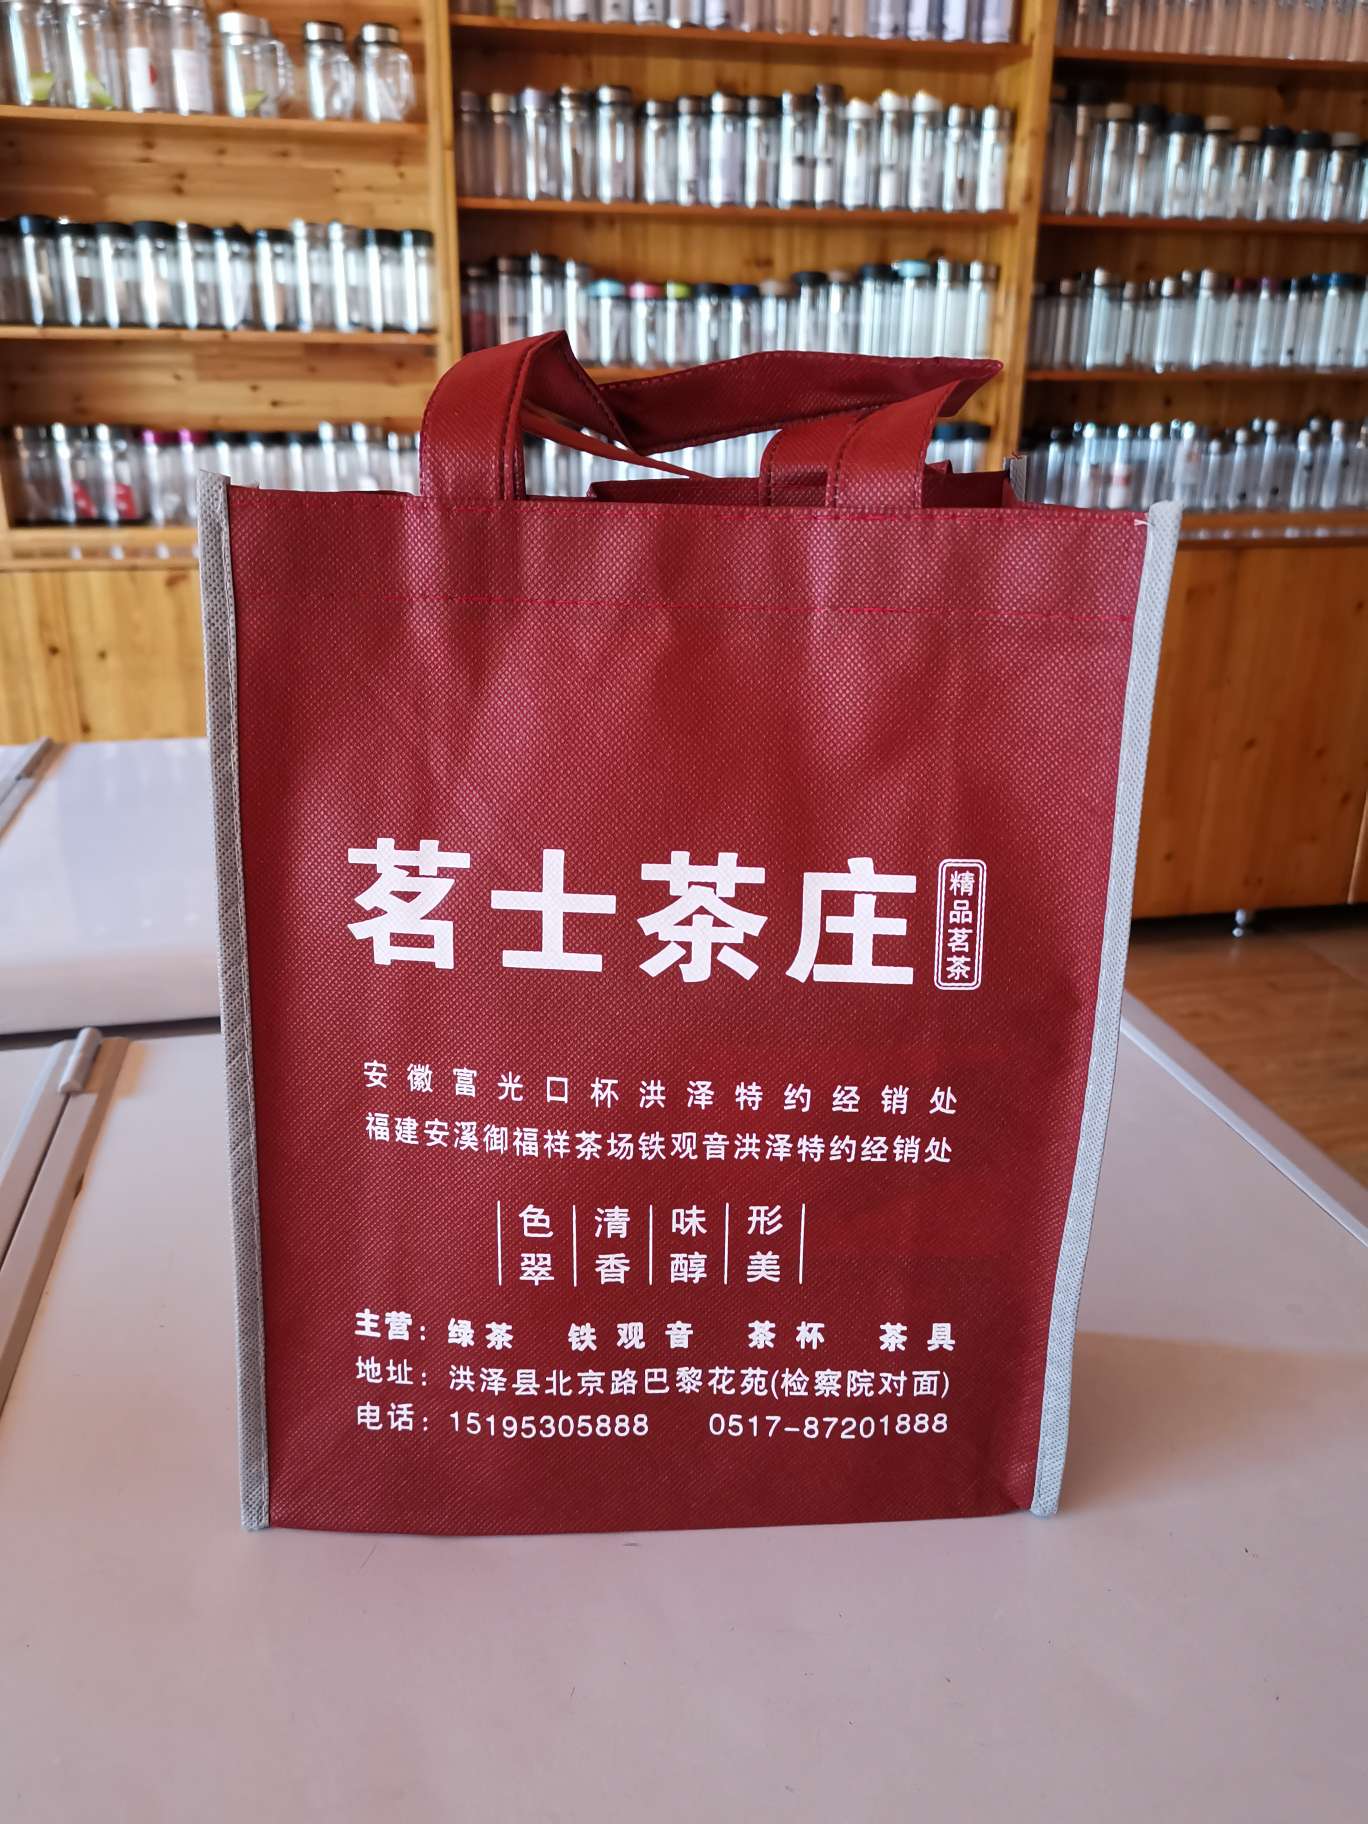 茗士茶庄
精品茗茶
安徽富光口杯洪泽特约经销处
福建安溪御福祥茶场铁观音洪泽特约经销处
色翠 清香 味醇 形美
主营：绿茶 铁观音 茶杯 茶具
地址：洪泽县北京路巴黎花苑(检察院对面)
电话：15195305888 0517-87201888